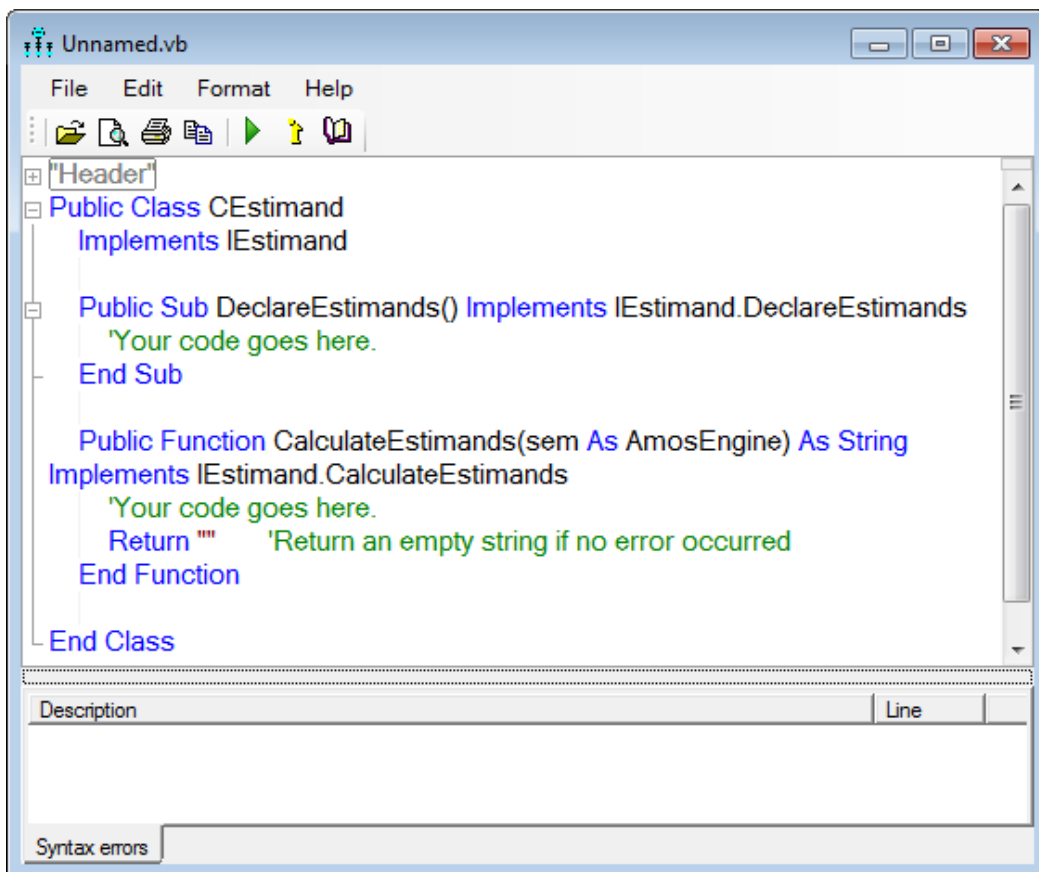 Unnamed.vb
File Edit Format Help
"Header"
Public Class CEstimand
Implements IEstimand
Public Sub DeclareEstimands() Implements IEstimand.DeclareEstimands
'Your code goes here.
End Sub
Public Function CalculateEstimands(sem As AmosEngine) As String
Implements IEstimand.CalculateEstimands
'Your code goes here.
Return "" 'Return an empty string if no error occurred
End Function
End Class
Description Line
Syntax errors